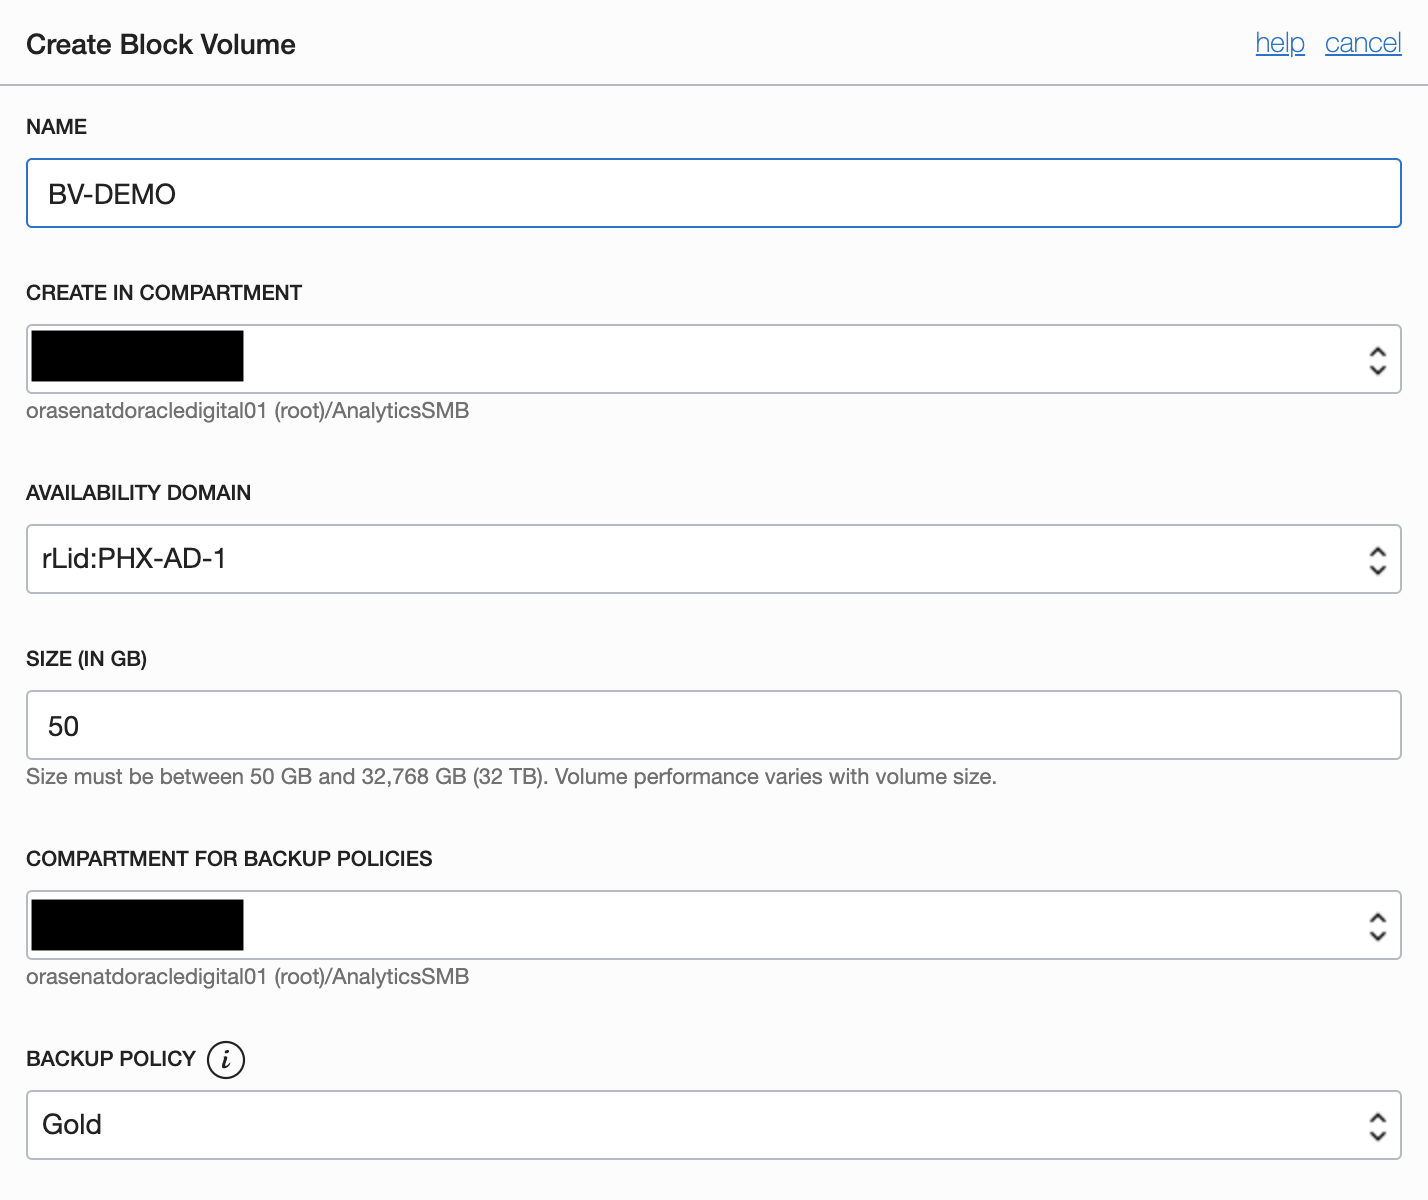 Create Block Volume
help cancel
NAME
BV-DEMO
CREATE IN COMPARTMENT
orasenatdoracledigital01 (root)/AnalyticsSMB
AVAILABILITY DOMAIN
rLid:PHX-AD-1
SIZE (IN GB)
50
Size must be between 50 GB and 32,768 GB (32 TB). Volume performance varies with volume size.
COMPARTMENT FOR BACKUP POLICIES
orasenatdoracledigital01 (root)/AnalyticsSMB
BACKUP POLICY i
Gold